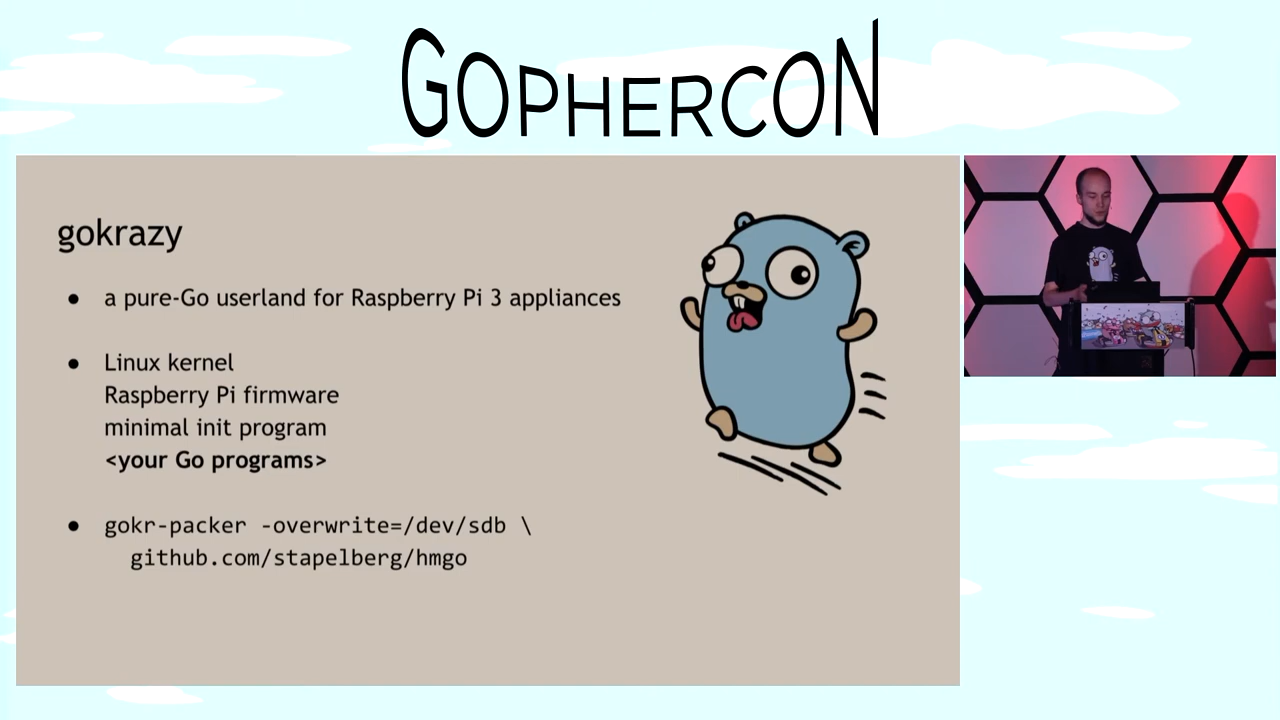 GOPHERCON
gokrazy
● a pure-Go userland for Raspberry Pi 3 appliances
● Linux kernel
Raspberry Pi firmware
minimal init program
<your Go programs>
● gokr-packer -overwrite=/dev/sdb \
github.com/stapelberg/hmgo